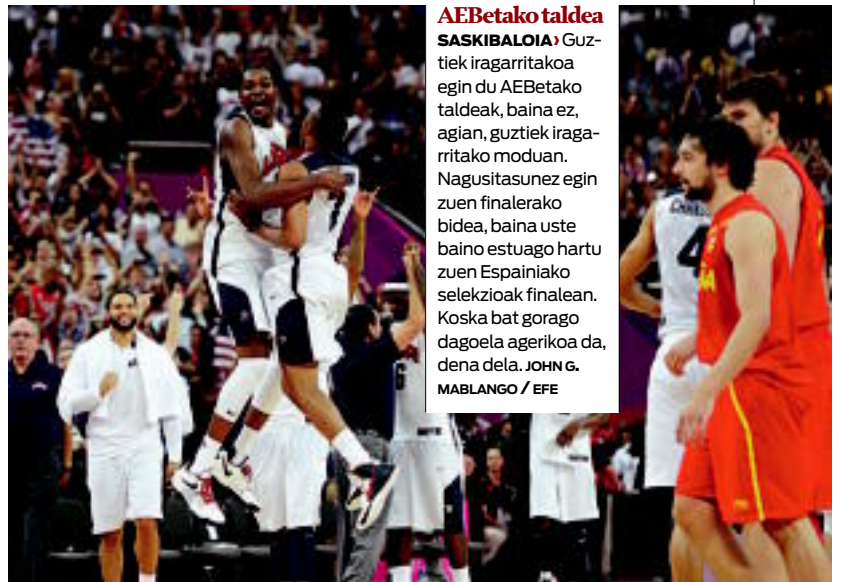 AEBetako taldea
SASKIBALOIA› Guz-
tiek iragarritakoa
egin du AEBetako
taldeak, baina ez,
agian, guztiek iraga-
rritako moduan.
Nagusitasunez egin
zuen finalerako
bidea, baina uste
baino estuago hartu
zuen Espainiako
selekzioak finalean.
Koska bat gorago
dagoela agerikoa da,
dena dela. JOHN G.
MABLANGO / EFE
7
4